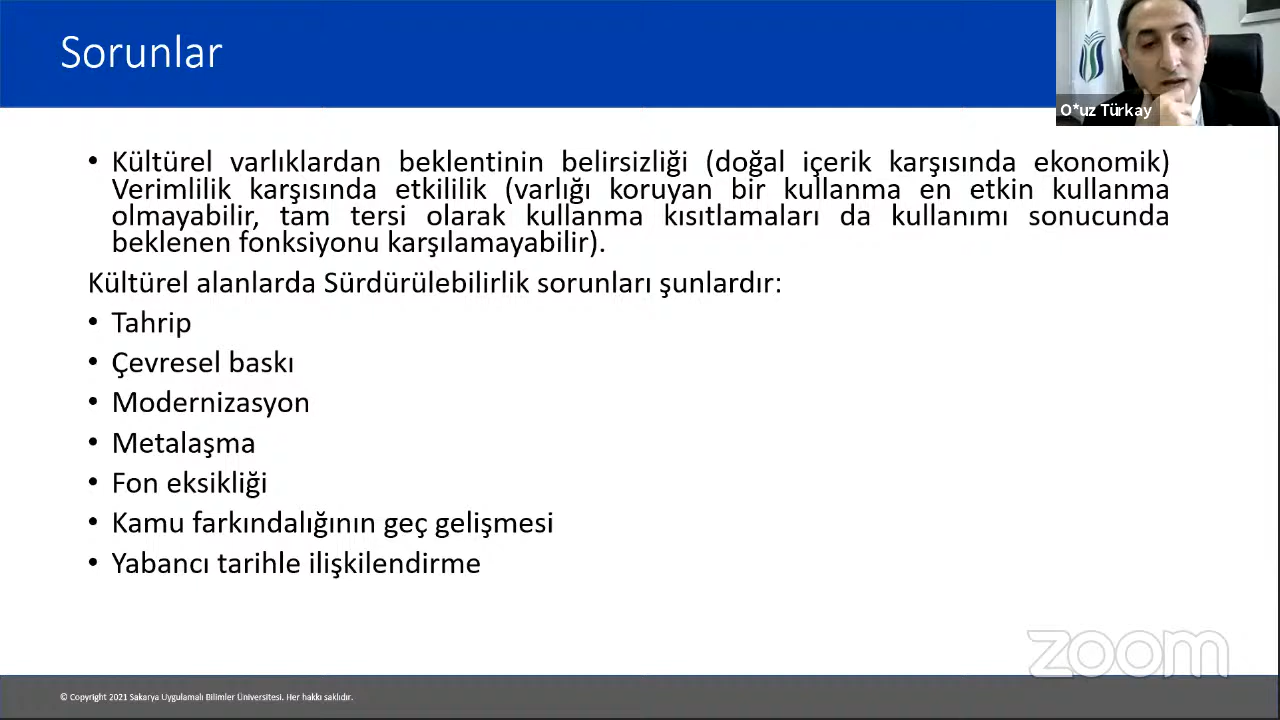 Sorunlar
O*uz Türkay
• Kültürel varlıklardan beklentinin belirsizliği (doğal içerik karşısında ekonomik)
Verimlilik karşısında etkililik (varlığı koruyan bir kullanma en etkin kullanma
olmayabilir, tam tersi olarak kullanma kısıtlamaları da kullanımı sonucunda
beklenen fonksiyonu karşılamayabilir).
Kültürel alanlarda Sürdürülebilirlik sorunları şunlardır:
• Tahrip
• Çevresel baskı
• Modernizasyon
• Metalaşma
• Fon eksikliği
• Kamu farkındalığının geç gelişmesi
• Yabancı tarihle ilişkilendirme
zoom
© Copyright 2021 Sakarya Uygulamalı Bilimler Üniversitesi. Her hakkı saklıdır.